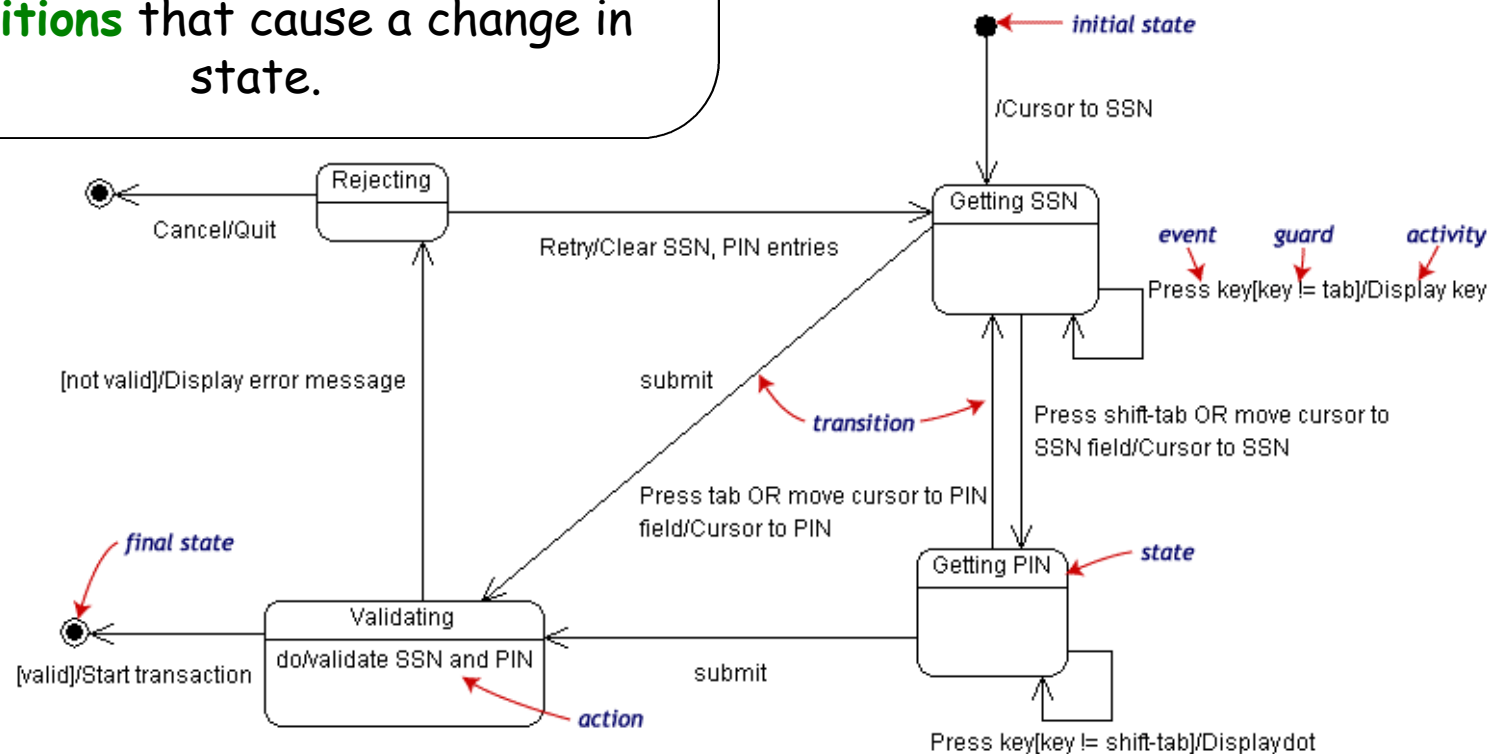 itions that cause a change in
state.
initial state
/Cursor to SSN
Rejecting
Getting SSN
Cancel/Quit
Retry/Clear SSN, PIN entries
event guard activity
Press key[key != tab]/Display key
[not valid]/Display error message
submit
transition
Press shift-tab OR move cursor to
SSN field/Cursor to SSN
Press tab OR move cursor to PIN
field/Cursor to PIN
final state
state
Getting PIN
Validating
do/validate SSN and PIN
[valid]/Start transaction
submit
action
Press key[key != shift-tab]/Displaydot